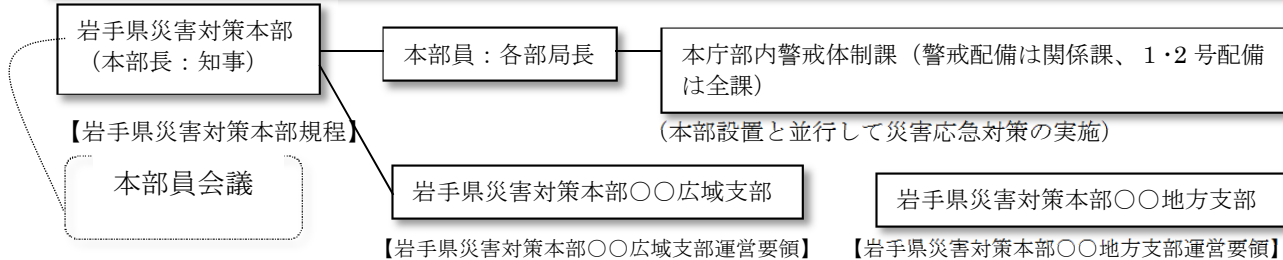 岩手県災害対策本部
（本部長：知事）
本部員：各部局長
本庁部内警戒体制課（警戒配備は関係課、1・2号配備
は全課）
【岩手県災害対策本部規程】
（本部設置と並行して災害応急対策の実施）
本部員会議
岩手県災害対策本部○○広域支部
岩手県災害対策本部○○地方支部
【岩手県災害対策本部○○広域支部運営要領】
【岩手県災害対策本部○○地方支部運営要領】